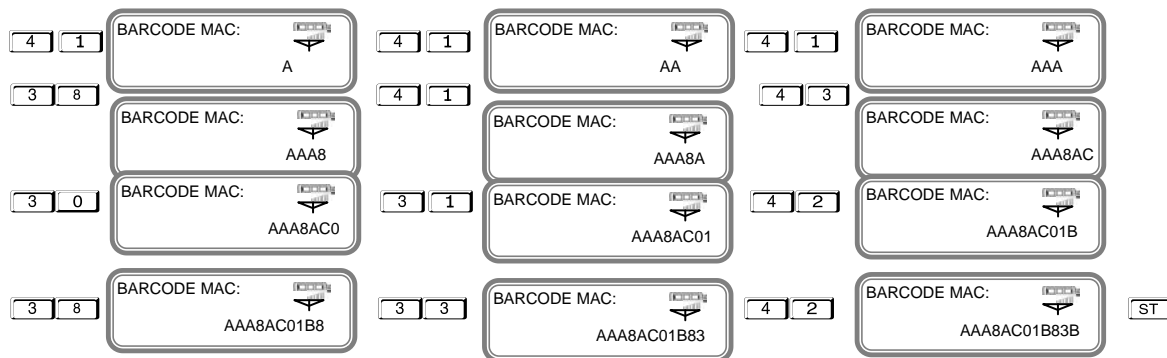 4 1 BARCODE MAC: 4 1 BARCODE MAC: 4 1 BARCODE MAC:
A AA AAA
3 8 4 1 4 3
BARCODE MAC: BARCODE MAC: BARCODE MAC:
AAA8 AAA8A AAA8AC
3 0 BARCODE MAC: 3 1 BARCODE MAC: 4 2 BARCODE MAC:
AAA8AC0 AAA8AC01 AAA8AC01B
3 8 BARCODE MAC: 3 3 BARCODE MAC: 4 2 BARCODE MAC: ST
AAA8AC01B8 AAA8AC01B83 AAA8AC01B83B